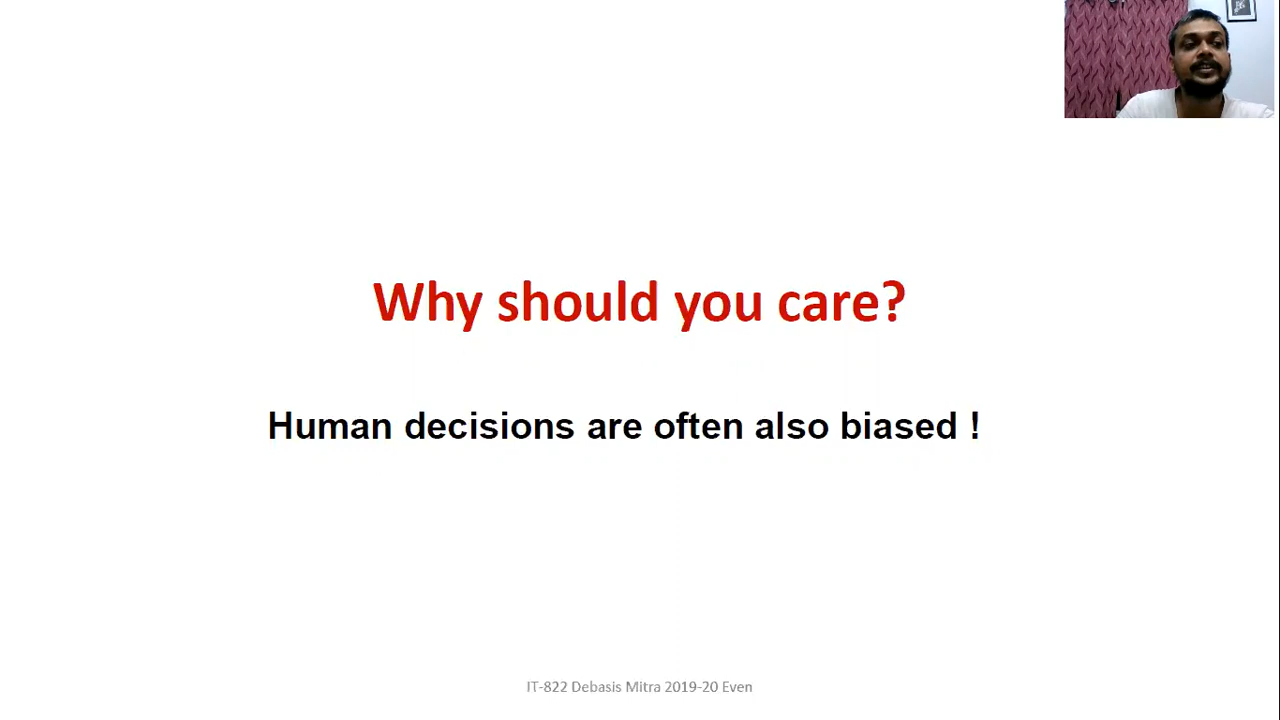 Why should you care?
Human decisions are often also biased !
IT-822 Debasis Mitra 2019-20 Even